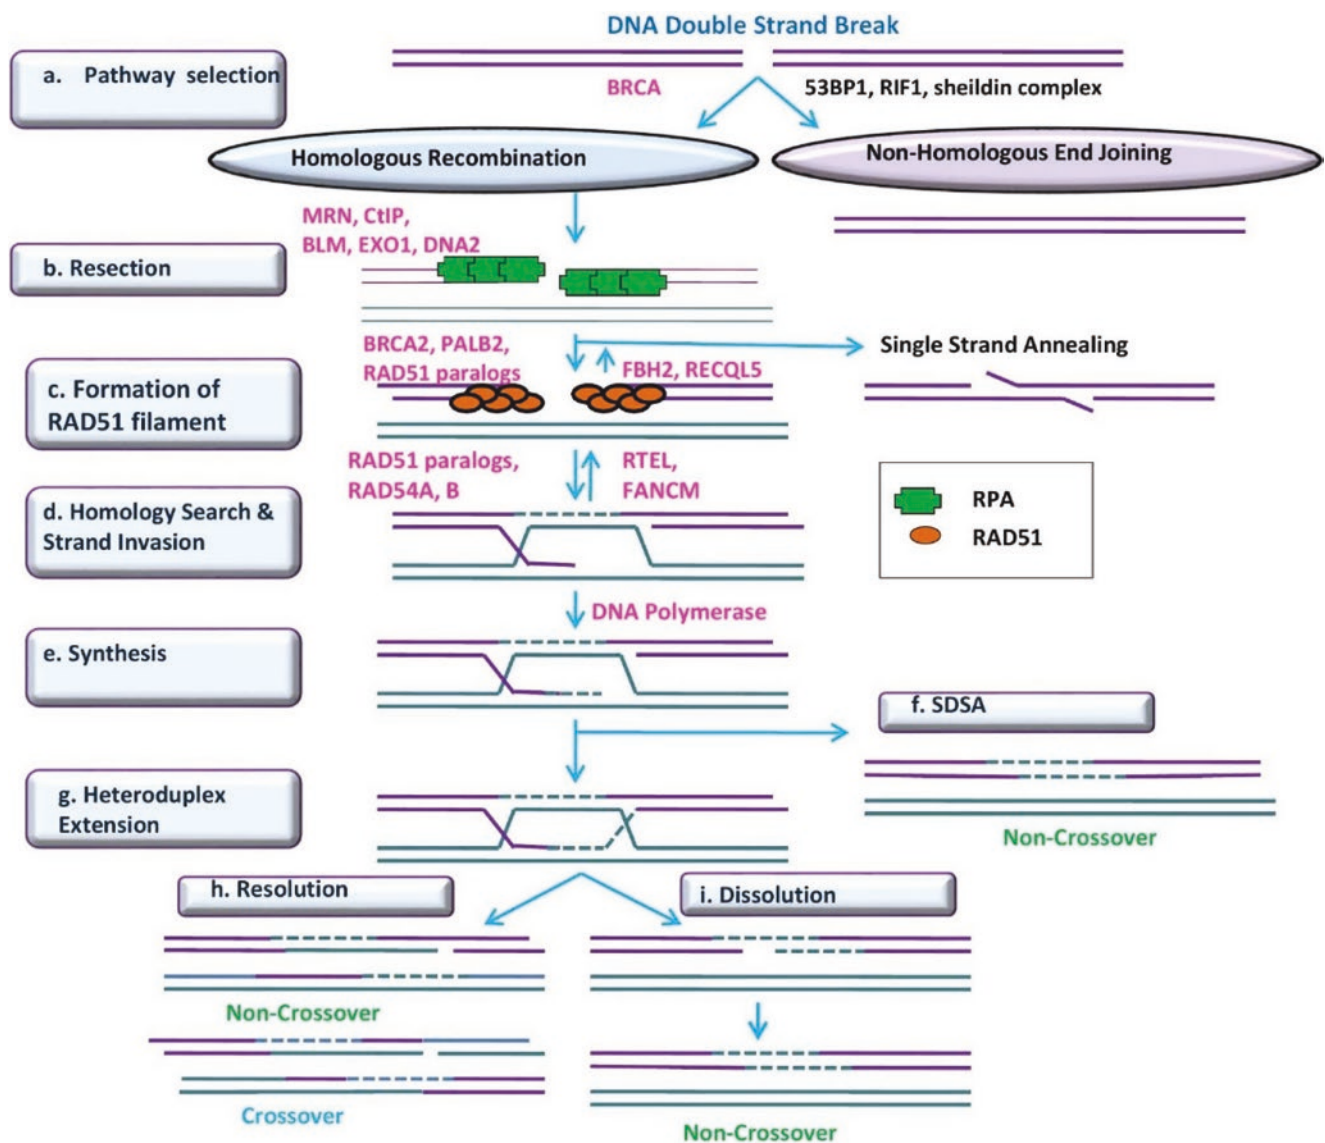 DNA Double Strand Break
a. Pathway selection
BRCA
53BP1, RIF1, sheildin complex
Homologous Recombination
Non-Homologous End Joining
MRN, CtIP,
BLM, EXO1, DNA2
b. Resection
BRCA2, PALB2,
RAD51 paralogs
FBH2, RECQL5
Single Strand Annealing
c. Formation of
RAD51 filament
RAD51 paralogs,
RAD54A, B
RTEL,
FANCM
RPA
RAD51
d. Homology Search &
Strand Invasion
DNA Polymerase
e. Synthesis
f. SDSA
Non-Crossover
g. Heteroduplex
Extension
h. Resolution
i. Dissolution
Non-Crossover
Crossover
Non-Crossover